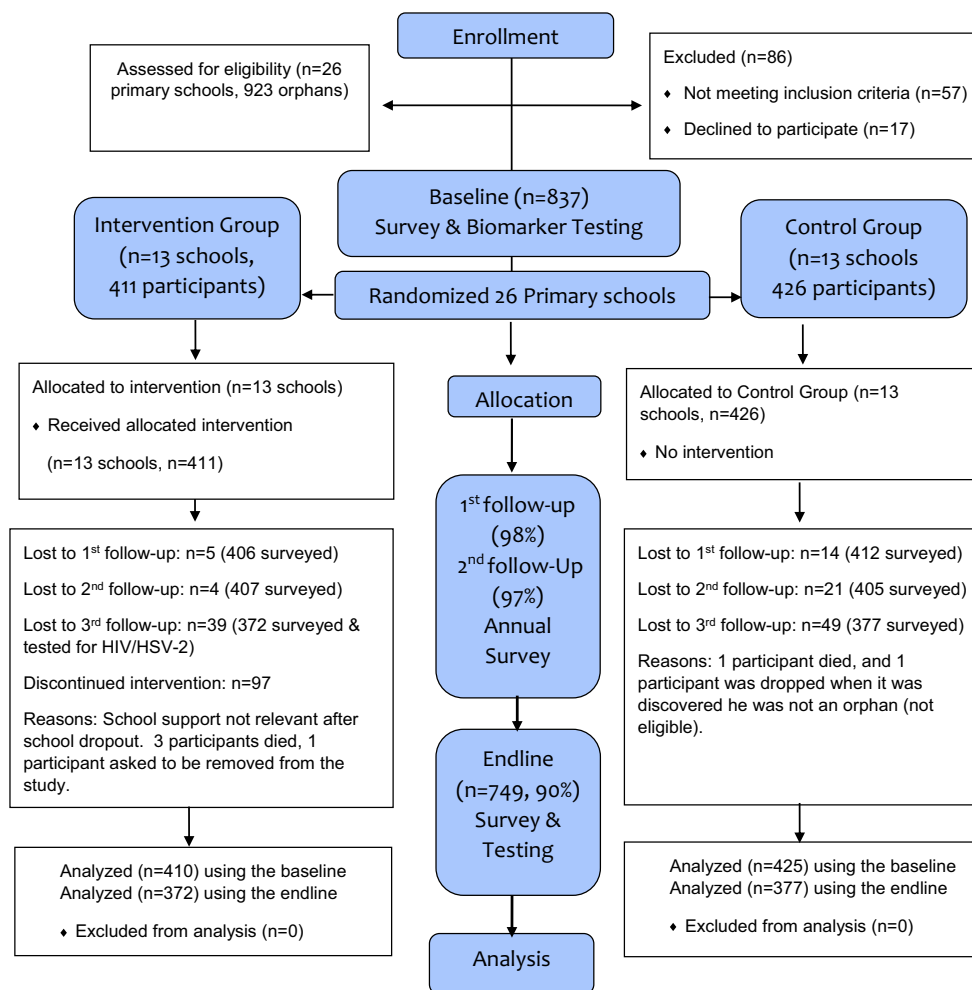 Enrollment
Assessed for eligibility (n=26
primary schools, 923 orphans)
Excluded (n=86)
♦ Not meeting inclusion criteria (n=57)
♦ Declined to participate (n=17)
Baseline (n=837)
Survey & Biomarker Testing
Intervention Group
(n=13 schools,
411 participants)
Control Group
(n=13 schools
426 participants)
Randomized 26 Primary schools
Allocated to intervention (n=13 schools)
♦ Received allocated intervention
(n=13 schools, n=411)
Allocation
Allocated to Control Group (n=13
schools, n=426)
♦ No intervention
1st follow-up
(98%)
2nd follow-Up
(97%)
Annual
Survey
Lost to 1st follow-up: n=5 (406 surveyed)
Lost to 2nd follow-up: n=4 (407 surveyed)
Lost to 3rd follow-up: n=39 (372 surveyed &
tested for HIV/HSV-2)
Discontinued intervention: n=97
Reasons: School support not relevant after
school dropout. 3 participants died, 1
participant asked to be removed from the
study.
Lost to 1st follow-up: n=14 (412 surveyed)
Lost to 2nd follow-up: n=21 (405 surveyed)
Lost to 3rd follow-up: n=49 (377 surveyed)
Reasons: 1 participant died, and 1
participant was dropped when it was
discovered he was not an orphan (not
eligible).
Endline
(n=749, 90%)
Survey &
Testing
Analyzed (n=410) using the baseline
Analyzed (n=372) using the endline
♦ Excluded from analysis (n=0)
Analyzed (n=425) using the baseline
Analyzed (n=377) using the endline
♦ Excluded from analysis (n=0)
Analysis